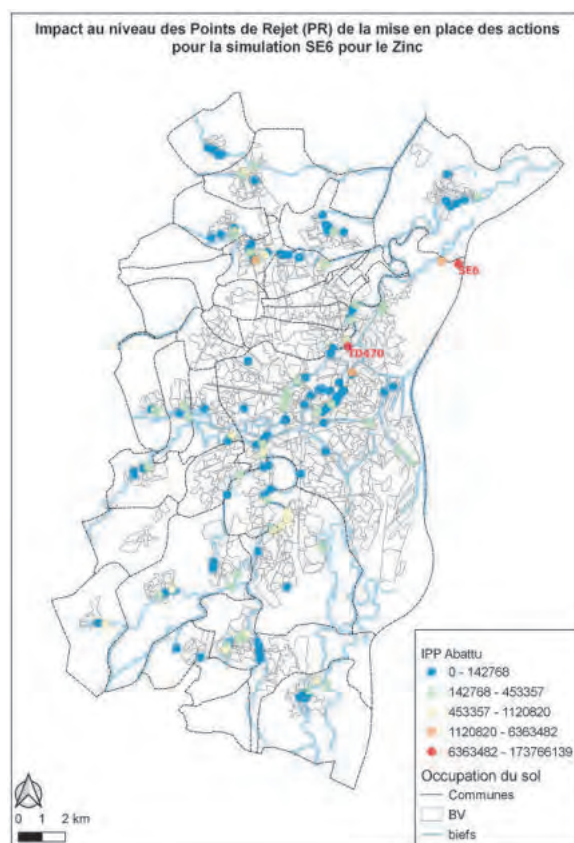 Impact au niveau des Points de Rejet (PR) de la mise en place des actions
pour la simulation SE6 pour le Zinc
SE6
TD470
IPP Abattu
0 - 142768
142768 - 453357
453357 - 1120820
1120820 - 6363482
6363482 - 173766139
Occupation du sol
Communes
BV
biefs
0 1 2 km